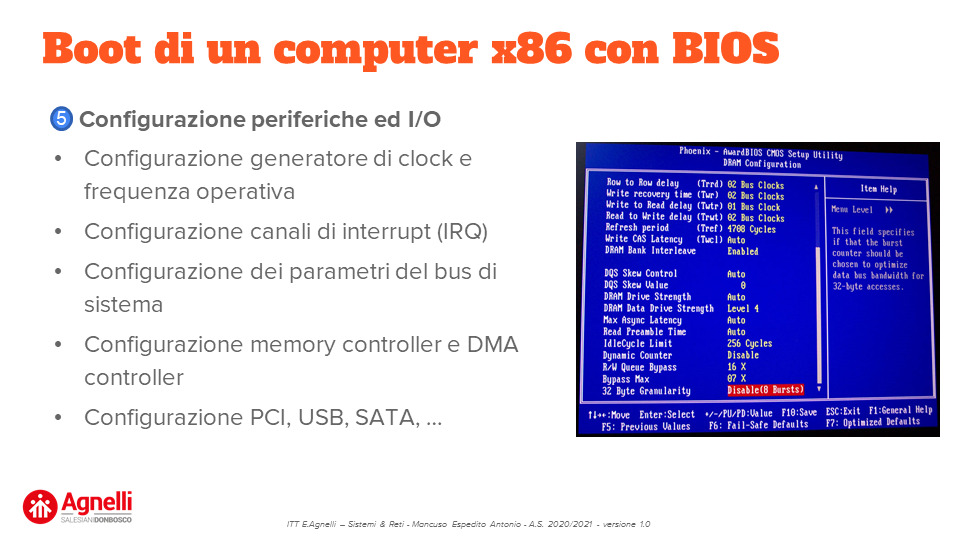 Boot di un computer x86 con BIOS
5 Configurazione periferiche ed I/O
• Configurazione generatore di clock e
frequenza operativa
• Configurazione canali di interrupt (IRQ)
• Configurazione dei parametri del bus di
sistema
• Configurazione memory controller e DMA
controller
• Configurazione PCI, USB, SATA, ...
Phoenix - AwardBIOS CMOS Setup Utility
DRAM Configuration
Row to Row delay (Trrd) 02 Bus Clocks
Write recovery time (Twr) 02 Bus Clocks
Write to Read delay (Twtr) 01 Bus Clock
Read to Write delay (Trwt) 02 Bus Clocks
Refresh period (Tref) 4708 Cycles
Write CAS Latency (Twcl) Auto
DRAM Bank Interleave Enabled
DQS Skew Control Auto
DQS Skew Value 0
DRAM Drive Strength Auto
DRAM Data Drive Strength Level 4
Max Async Latency Auto
Read Preamble Time Auto
IdleCycle Limit 256 Cycles
Dynamic Counter Disable
R/W Queue Bypass 16 X
Bypass Max 07 X
32 Byte Granularity Disable(8 Bursts)
Item Help
Menu Level ▸▸
This field specifies
if that the burst
counter should be
chosen to optimize
data bus bandwidth for
32-byte accesses.
↑↓→←:Move Enter:Select +/-/PU/PD:Value F10:Save ESC:Exit F1:General Help
F5: Previous Values F6: Fail-Safe Defaults F7: Optimized Defaults
Agnelli
SALESIANI DONBOSCO
ITT E.Agnelli – Sistemi & Reti - Mancuso Espedito Antonio - A.S. 2020/2021 - versione 1.0